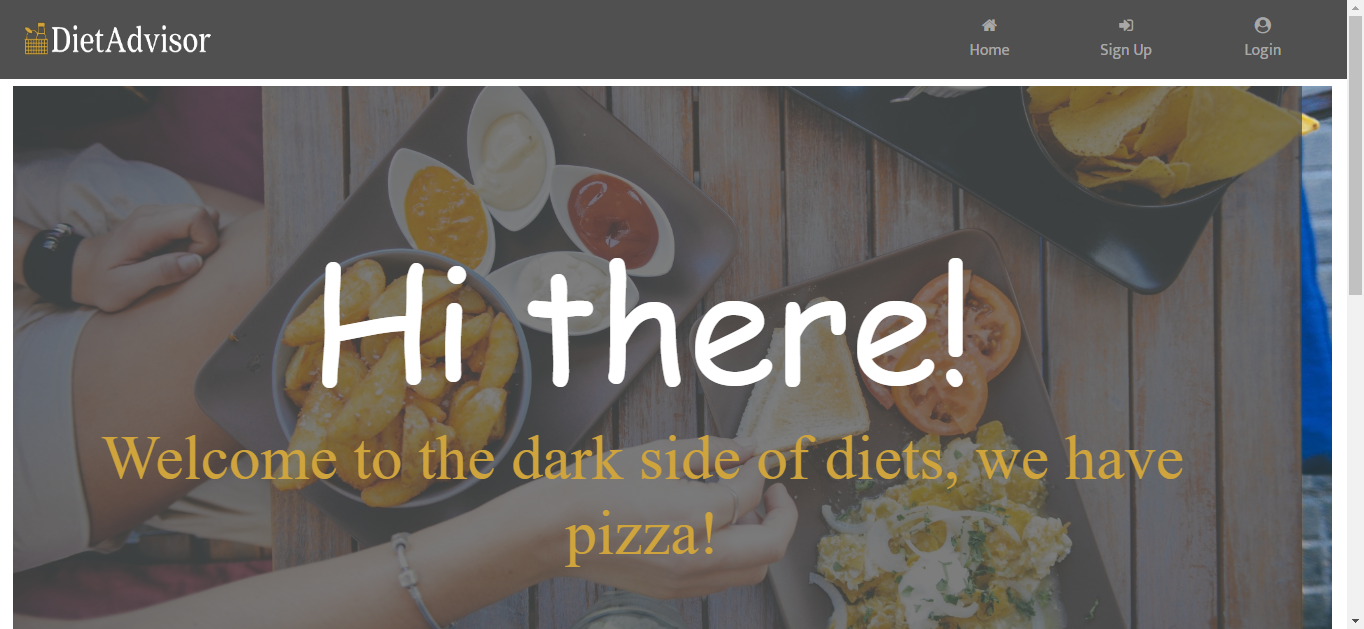 DietAdvisor
Home
Sign Up
Login
Hi there!
Welcome to the dark side of diets, we have
pizza!